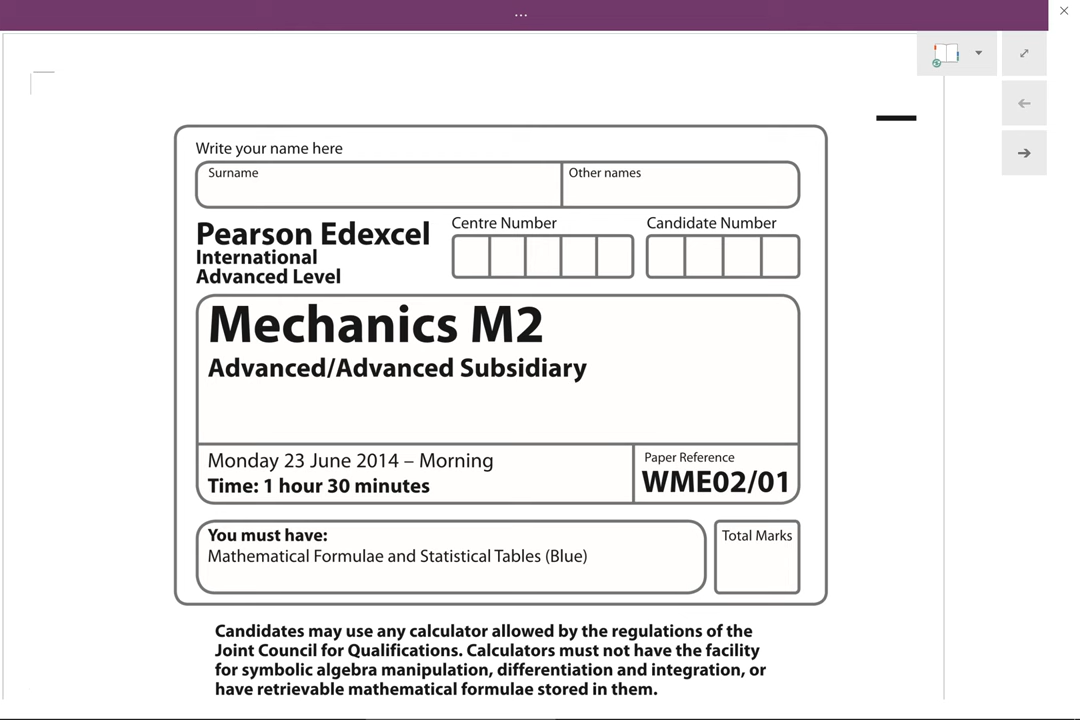 ...
Write your name here
Surname
Other names
Pearson Edexcel
International
Advanced Level
Centre Number
Candidate Number
Mechanics M2
Advanced/Advanced Subsidiary
Monday 23 June 2014 – Morning
Time: 1 hour 30 minutes
Paper Reference
WME02/01
You must have:
Mathematical Formulae and Statistical Tables (Blue)
Total Marks
Candidates may use any calculator allowed by the regulations of the
Joint Council for Qualifications. Calculators must not have the facility
for symbolic algebra manipulation, differentiation and integration, or
have retrievable mathematical formulae stored in them.